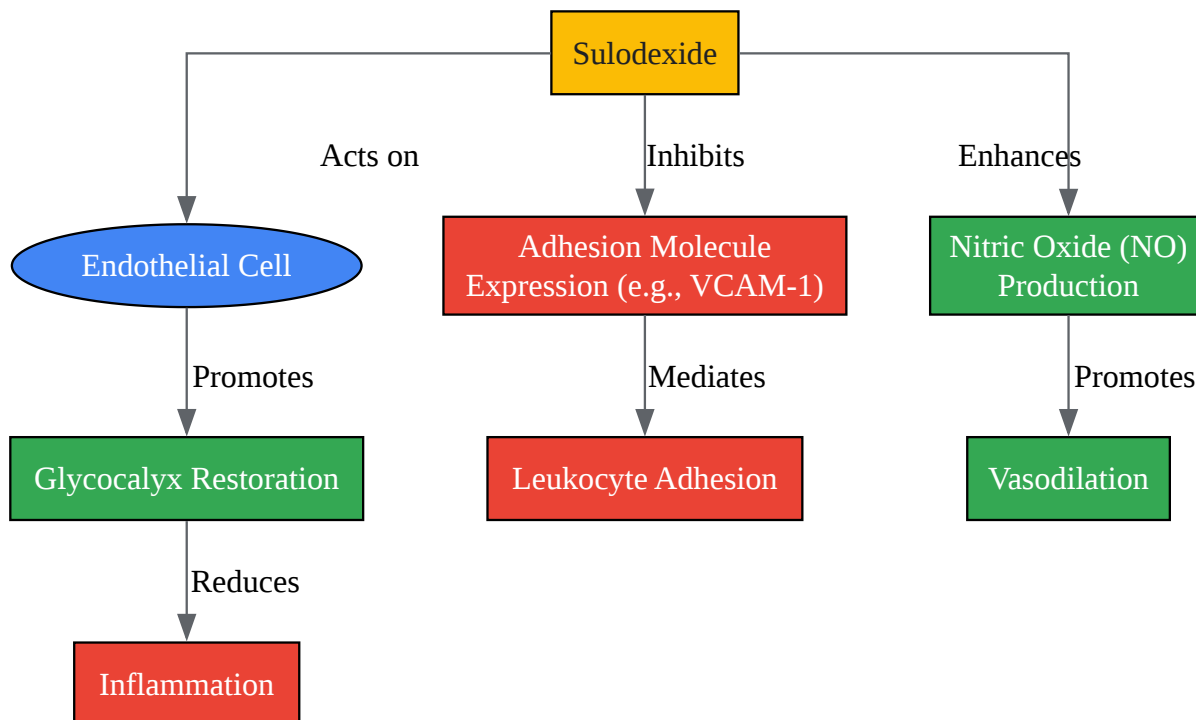 Sulodexide
Acts on
Inhibits
Enhances
Endothelial Cell
Adhesion Molecule
Expression (e.g., VCAM-1)
Nitric Oxide (NO)
Production
Promotes
Mediates
Promotes
Glycocalyx Restoration
Leukocyte Adhesion
Vasodilation
Reduces
Inflammation